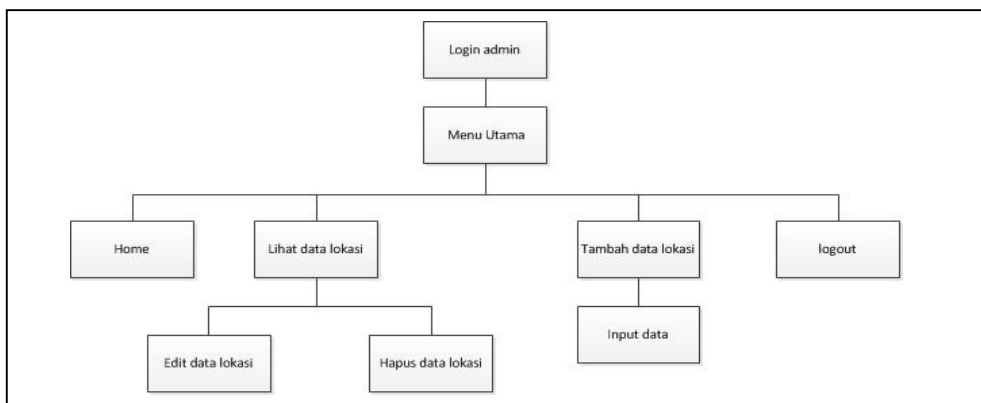 Login admin
Menu Utama
Home
Lihat data lokasi
Tambah data lokasi
logout
Edit data lokasi
Hapus data lokasi
Input data